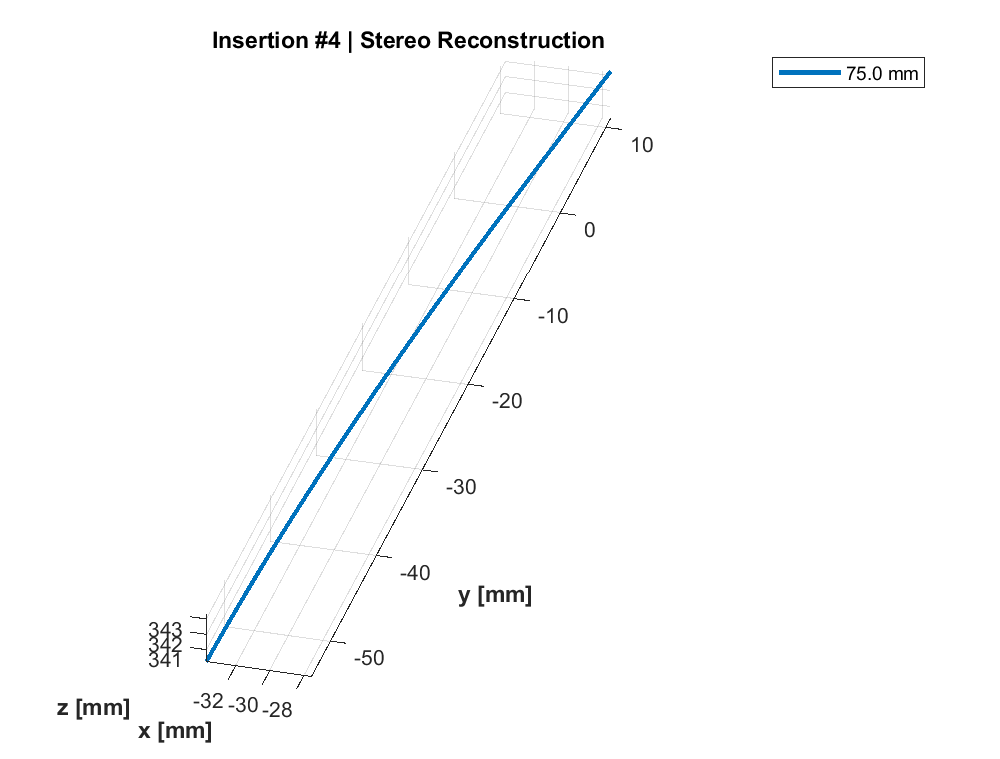 Insertion #4 | Stereo Reconstruction
75.0 mm
10
0
-10
-20
-30
-40
y [mm]
-50
343
342
341
-32
-30
-28
z [mm]
x [mm]